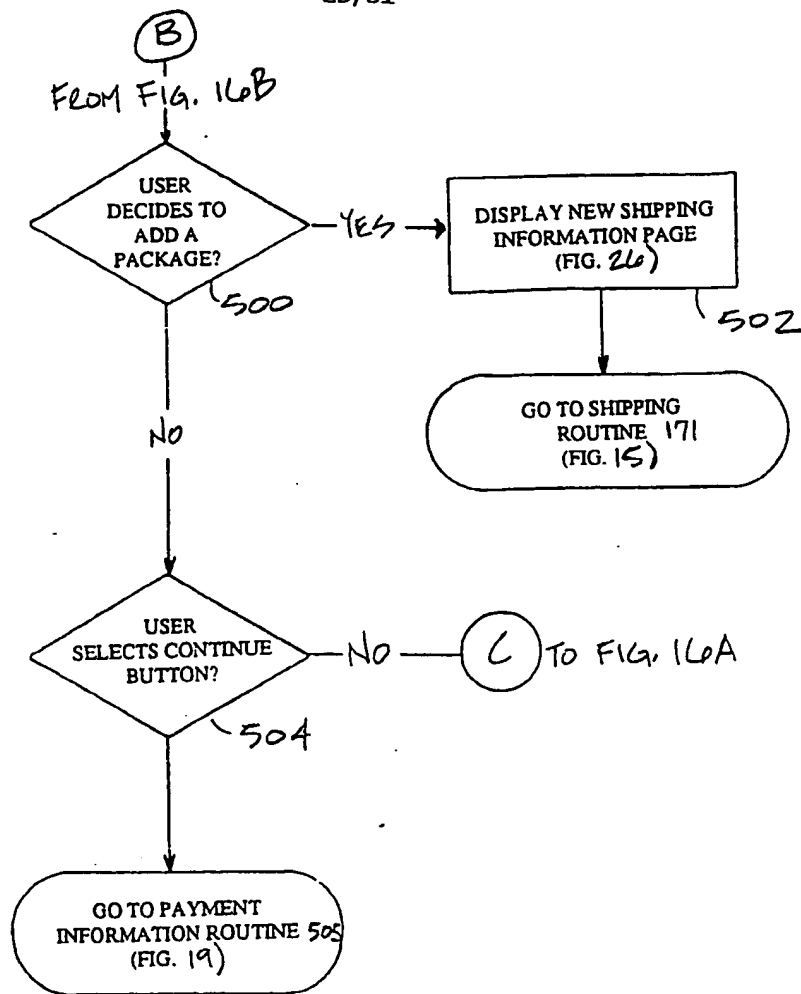 B
FROM FIG. 16B
USER
DECIDES TO
ADD A
PACKAGE?
500
YES
DISPLAY NEW SHIPPING
INFORMATION PAGE
(FIG. 26)
502
GO TO SHIPPING
ROUTINE 171
(FIG. 15)
NO
USER
SELECTS CONTINUE
BUTTON?
504
NO
C
TO FIG. 16A
GO TO PAYMENT
INFORMATION ROUTINE 505
(FIG. 19)